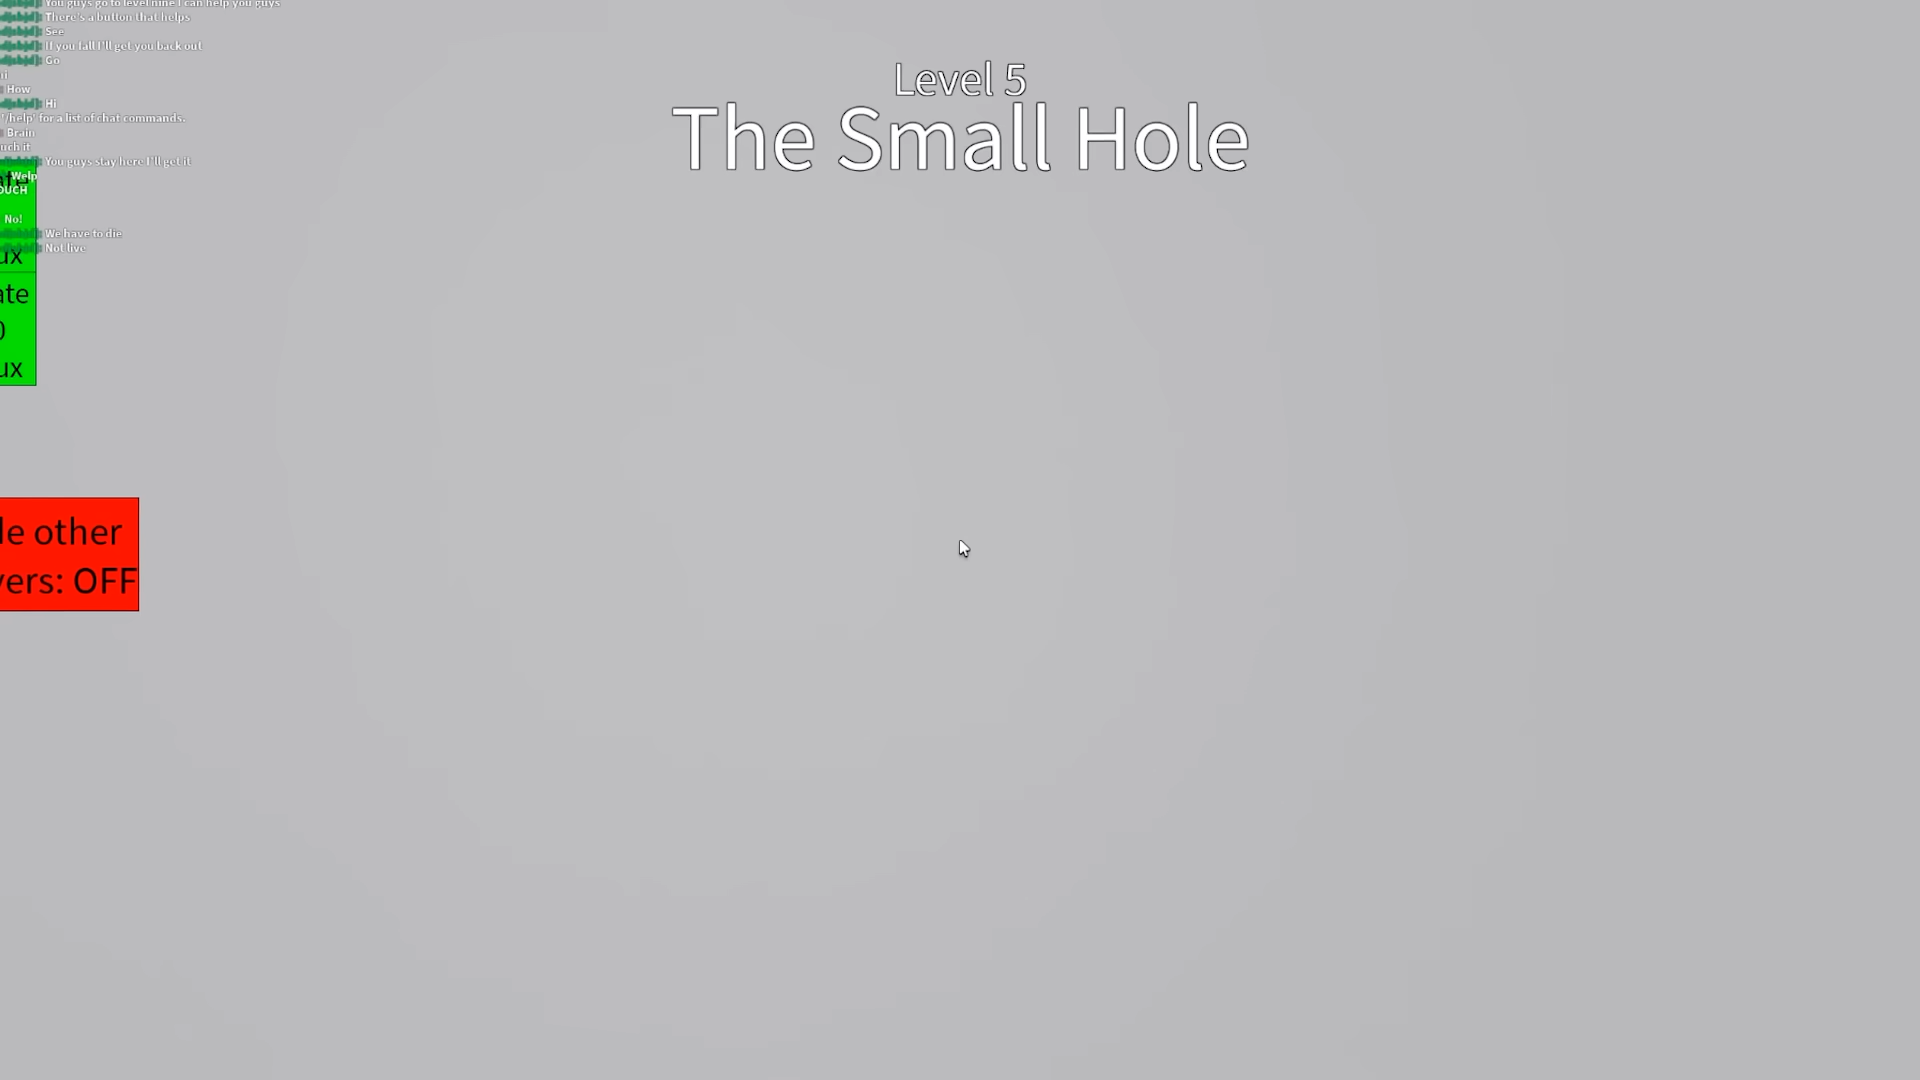 You guys go to level nine I can help you guys
There's a button that helps
See
If you fall I'll get you back out
Go
How
Hi
'/help' for a list of chat commands.
Brain
uch it
You guys stay here I'll get it
Welp
OUCH
No!
We have to die
Not live
ux
ate
0
ux
Level 5
The Small Hole
le other
vers: OFF